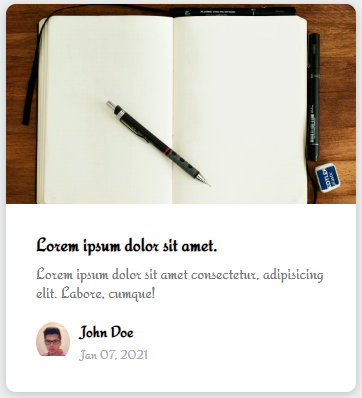 Lorem ipsum dolor sit amet.
Lorem ipsum dolor sit amet consectetur, adipisicing
elit. Labore, cumque!
John Doe
Jan 07, 2021